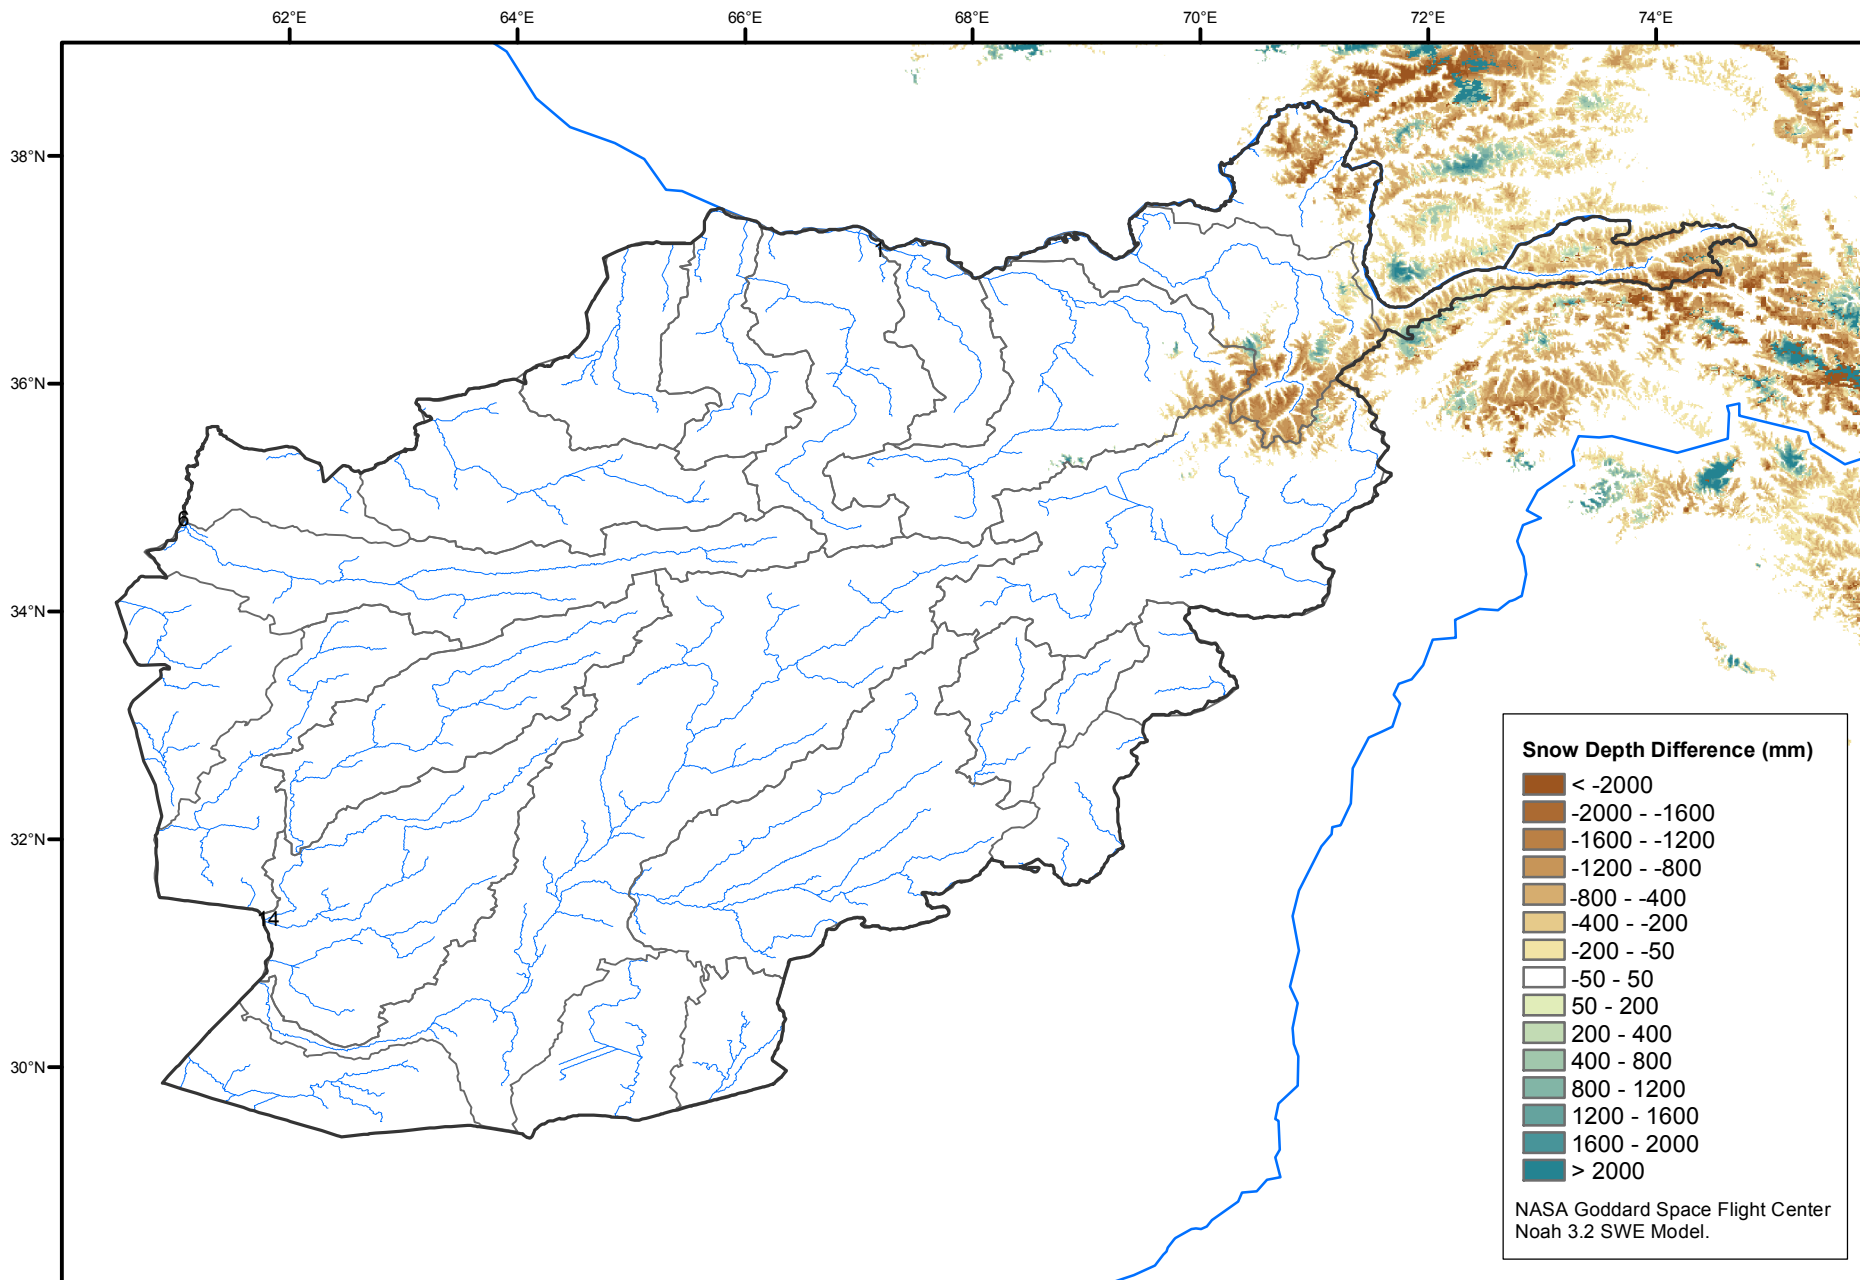 62°E 64°E 66°E 68°E 70°E 72°E 74°E
38°N
1
36°N
6
34°N
32°N
14
30°N
Snow Depth Difference (mm)
< -2000
-2000 - -1600
-1600 - -1200
-1200 - -800
-800 - -400
-400 - -200
-200 - -50
-50 - 50
50 - 200
200 - 400
400 - 800
800 - 1200
1200 - 1600
1600 - 2000
> 2000
NASA Goddard Space Flight Center
Noah 3.2 SWE Model.